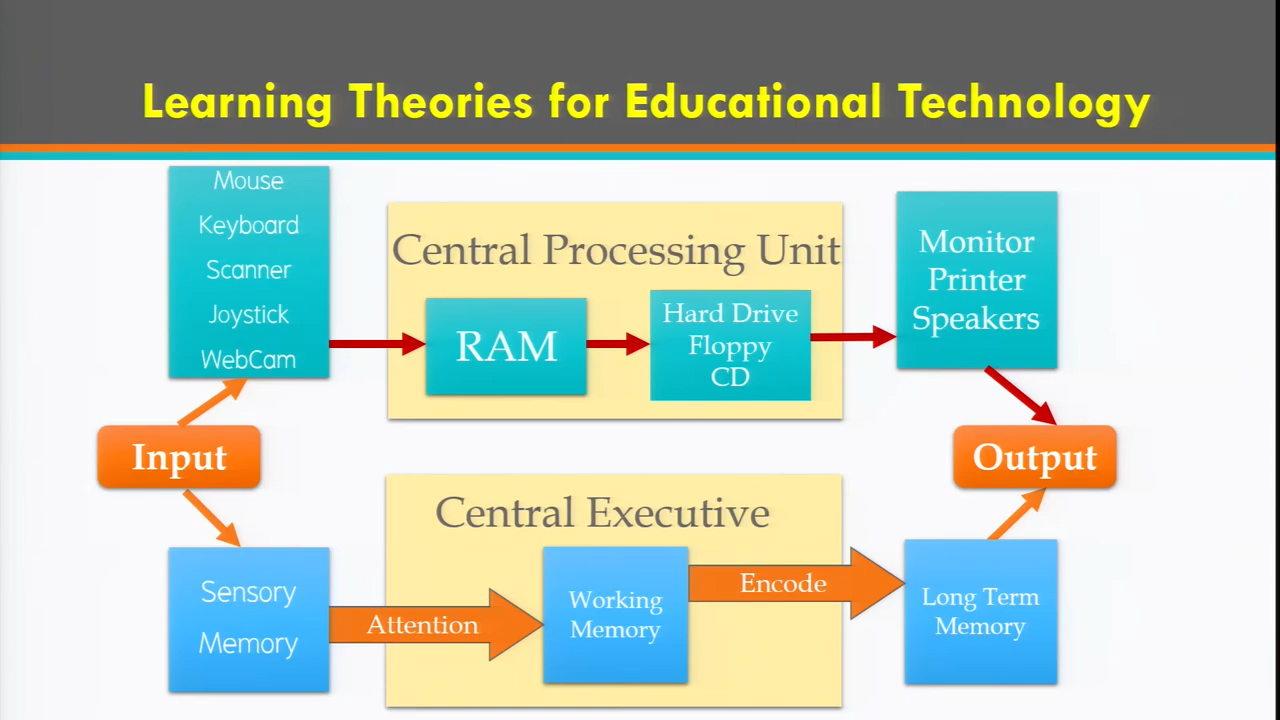 Learning Theories for Educational Technology
Mouse
Keyboard
Scanner
Joystick
WebCam
Central Processing Unit
RAM
Hard Drive
Floppy
CD
Monitor
Printer
Speakers
Input
Output
Central Executive
Sensory
Memory
Attention
Working
Memory
Encode
Long Term
Memory